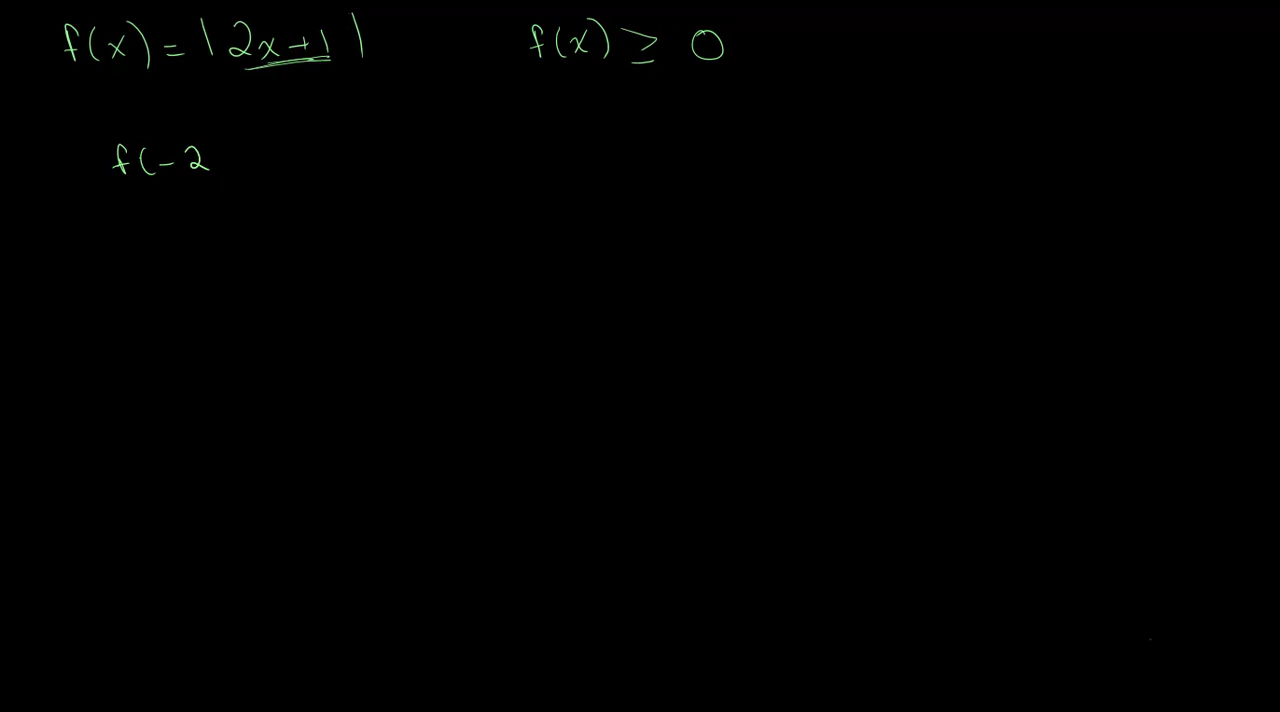 f(x) = |2x+1| f(x) ≥ 0
f(-2